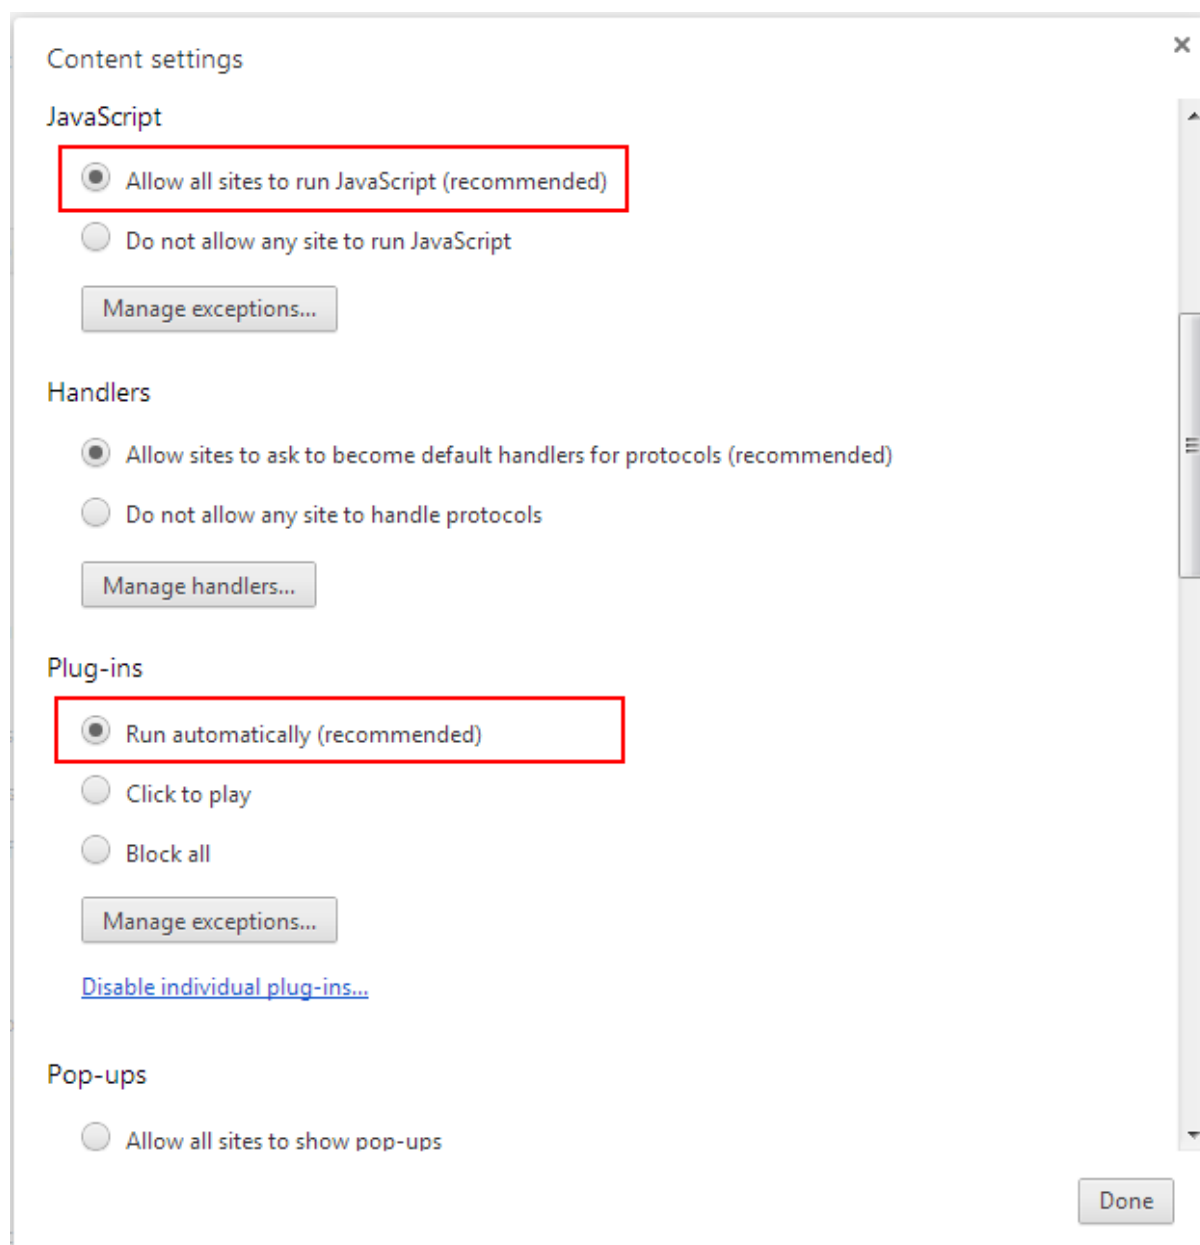 Content settings
JavaScript
Allow all sites to run JavaScript (recommended)
Do not allow any site to run JavaScript
Manage exceptions...
Handlers
Allow sites to ask to become default handlers for protocols (recommended)
Do not allow any site to handle protocols
Manage handlers...
Plug-ins
Run automatically (recommended)
Click to play
Block all
Manage exceptions...
Disable individual plug-ins...
Pop-ups
Allow all sites to show pop-ups
Done